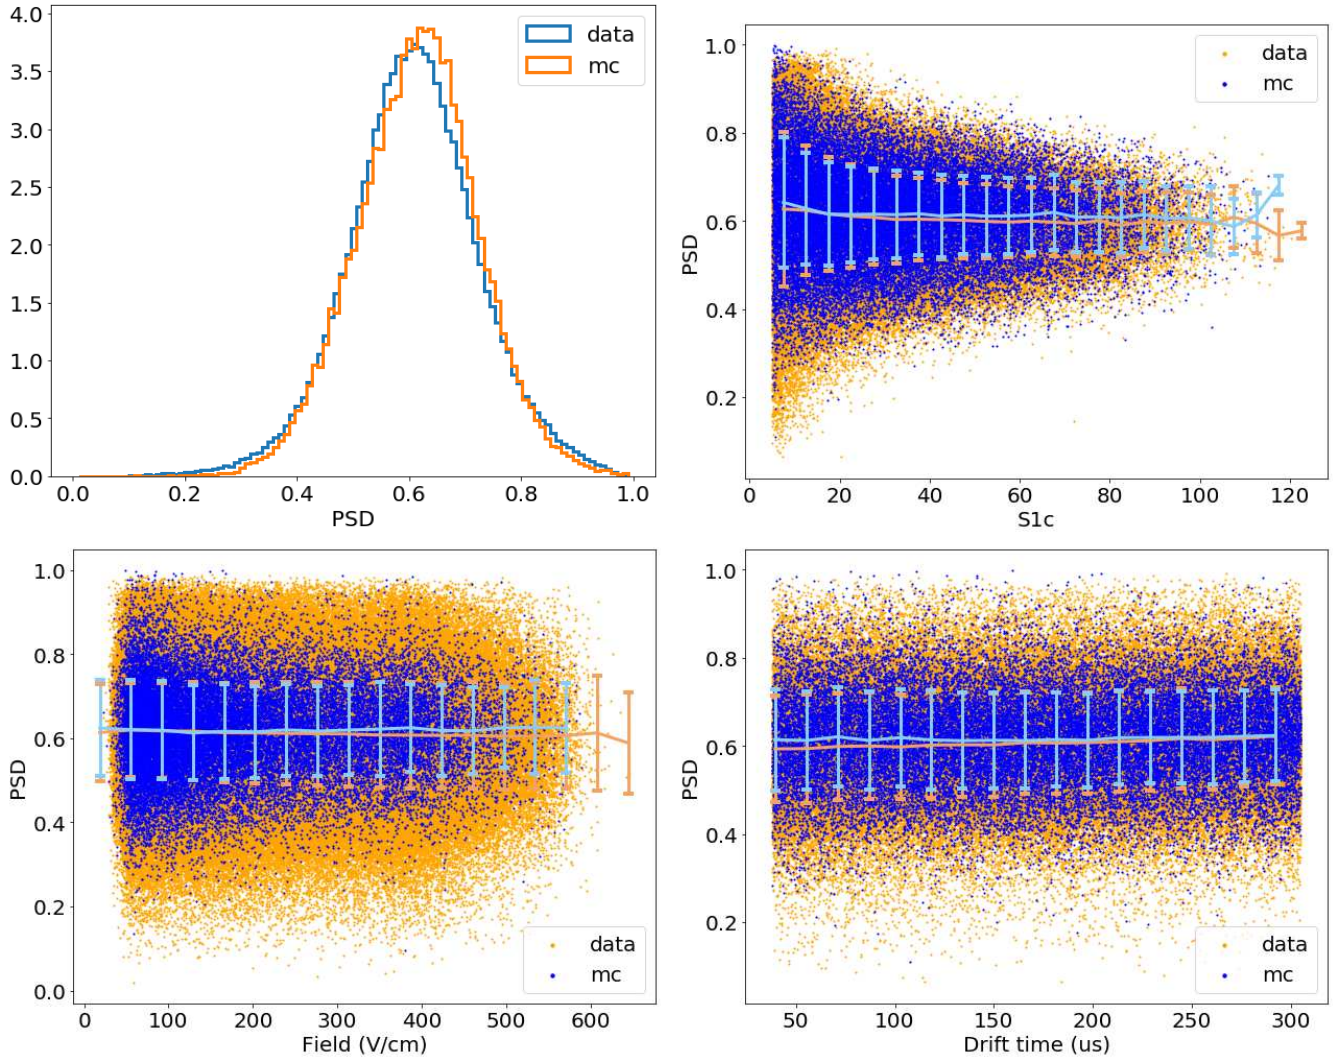 4.0
3.5
3.0
2.5
2.0
1.5
1.0
0.5
0.0
0.0 0.2 0.4 0.6 0.8 1.0
PSD
data
mc
1.0
0.8
0.6
0.4
0.2
PSD
0 20 40 60 80 100 120
S1c
data
mc
1.0
0.8
0.6
0.4
0.2
0.0
PSD
0 100 200 300 400 500 600
Field (V/cm)
data
mc
1.0
0.8
0.6
0.4
0.2
PSD
50 100 150 200 250 300
Drift time (us)
data
mc